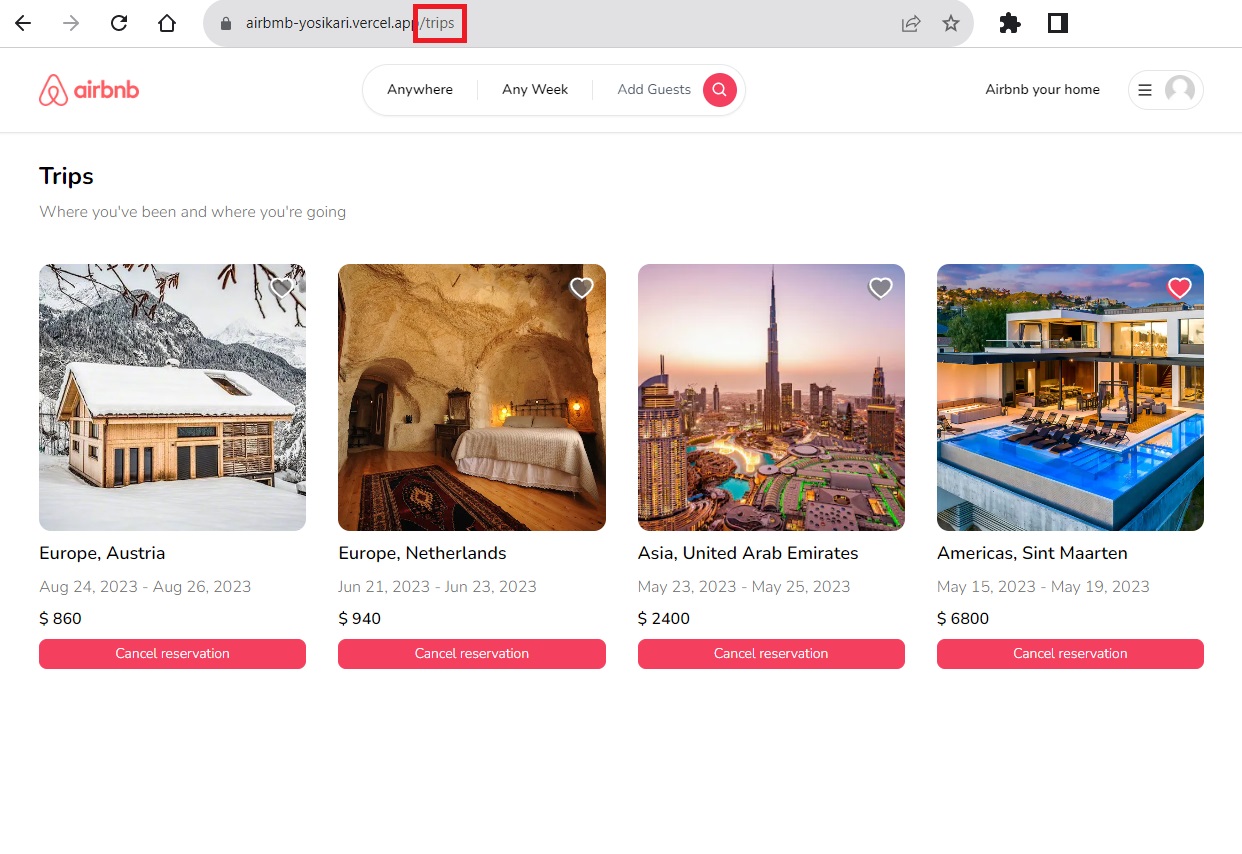 airbmb-yosikari.vercel.app/trips
airbnb
Anywhere
Any Week
Add Guests
Airbnb your home
Trips
Where you've been and where you're going
Europe, Austria
Aug 24, 2023 - Aug 26, 2023
$ 860
Cancel reservation
Europe, Netherlands
Jun 21, 2023 - Jun 23, 2023
$ 940
Cancel reservation
Asia, United Arab Emirates
May 23, 2023 - May 25, 2023
$ 2400
Cancel reservation
Americas, Sint Maarten
May 15, 2023 - May 19, 2023
$ 6800
Cancel reservation